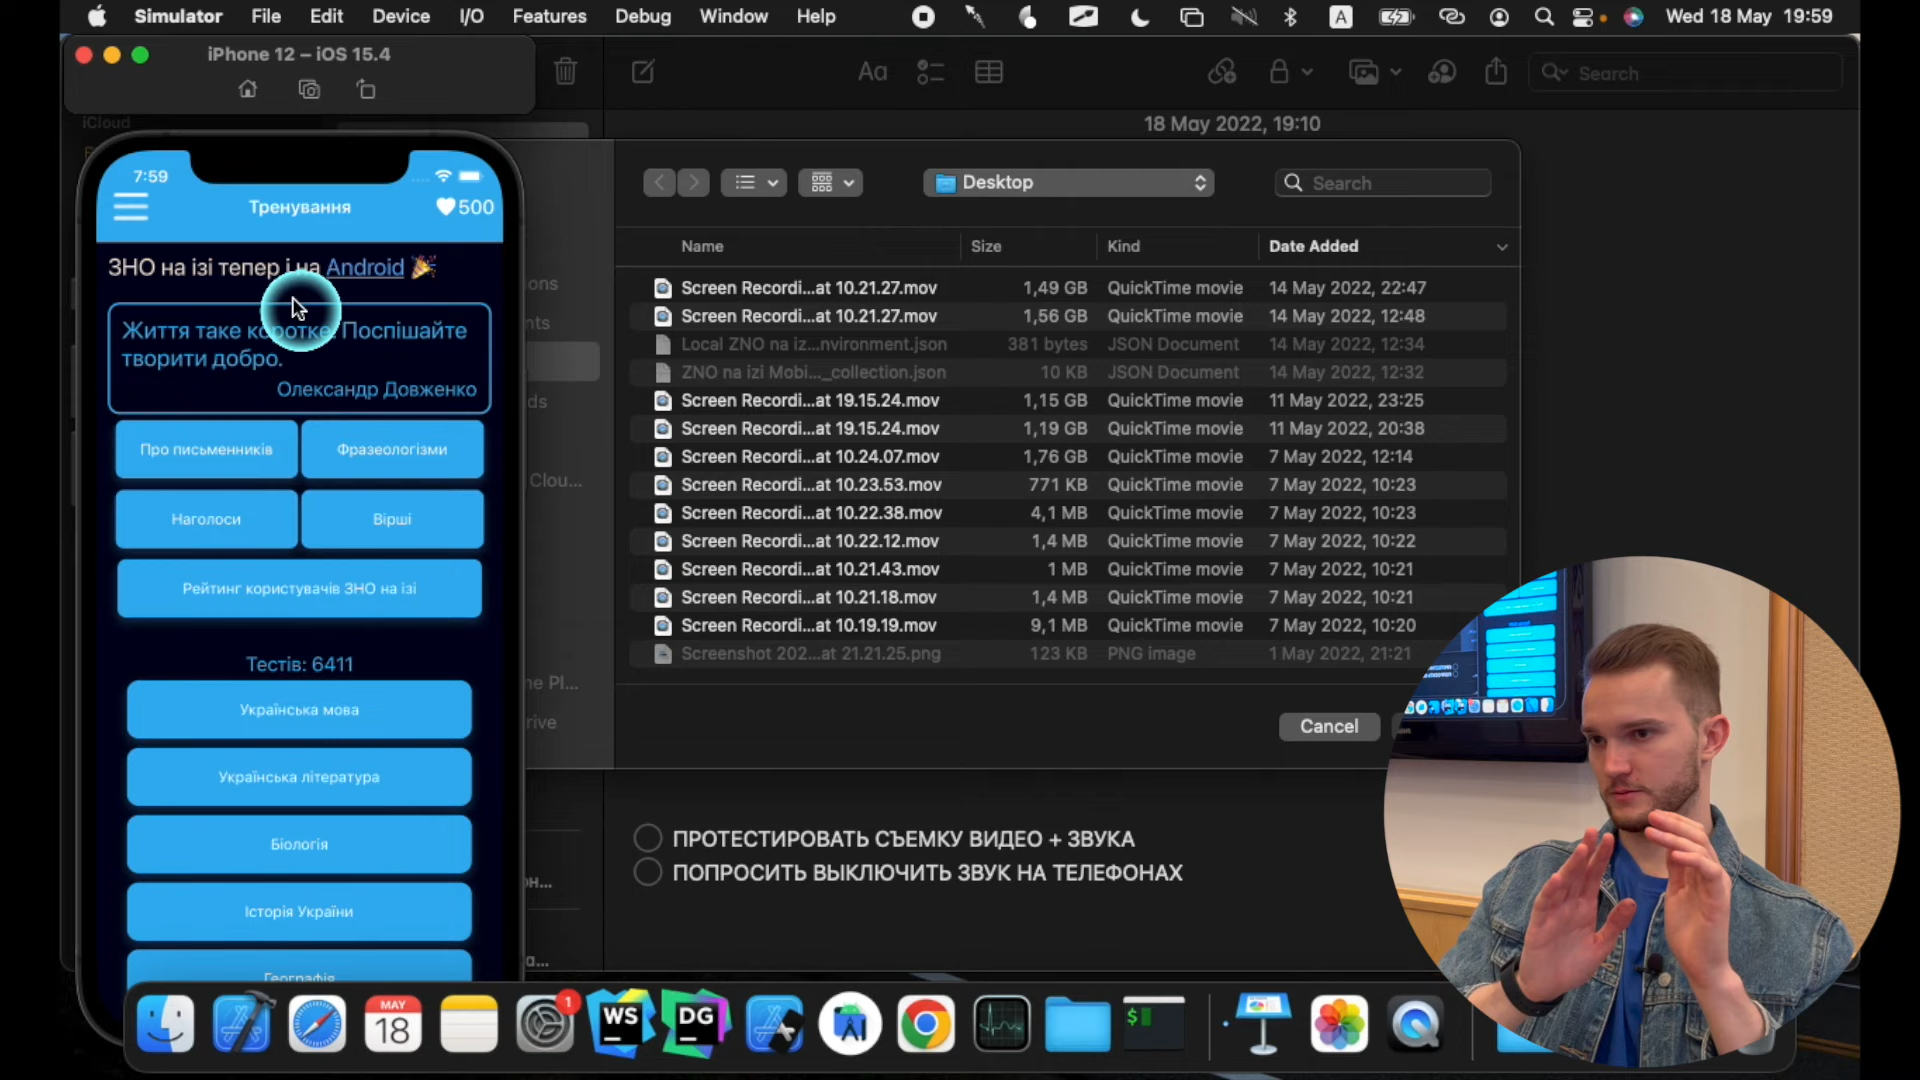 Simulator File Edit Device I/O Features Debug Window Help
A
Wed 18 May 19:59
iPhone 12 – iOS 15.4
Aa
Search
iCloud
18 May 2022, 19:10
7:59
Тренування
500
ЗНО на ізі тепер і на Android 🎉
Життя таке коротке. Поспішайте
творити добро.
Олександр Довженко
Про письменників
Фразеологізми
Наголоси
Вірші
Рейтинг користувачів ЗНО на ізі
Тестів: 6411
Українська мова
Українська література
Біологія
Історія України
Географія
Desktop
Search
Name Size Kind Date Added
Screen Recordi...at 10.21.27.mov 1,49 GB QuickTime movie 14 May 2022, 22:47
Screen Recordi...at 10.21.27.mov 1,56 GB QuickTime movie 14 May 2022, 12:48
Local ZNO na iz...nvironment.json 381 bytes JSON Document 14 May 2022, 12:34
ZNO na izi Mobi..._collection.json 10 KB JSON Document 14 May 2022, 12:32
Screen Recordi...at 19.15.24.mov 1,15 GB QuickTime movie 11 May 2022, 23:25
Screen Recordi...at 19.15.24.mov 1,19 GB QuickTime movie 11 May 2022, 20:38
Screen Recordi...at 10.24.07.mov 1,76 GB QuickTime movie 7 May 2022, 12:14
Screen Recordi...at 10.23.53.mov 771 KB QuickTime movie 7 May 2022, 10:23
Screen Recordi...at 10.22.38.mov 4,1 MB QuickTime movie 7 May 2022, 10:23
Screen Recordi...at 10.22.12.mov 1,4 MB QuickTime movie 7 May 2022, 10:22
Screen Recordi...at 10.21.43.mov 1 MB QuickTime movie 7 May 2022, 10:21
Screen Recordi...at 10.21.18.mov 1,4 MB QuickTime movie 7 May 2022, 10:21
Screen Recordi...at 10.19.19.mov 9,1 MB QuickTime movie 7 May 2022, 10:20
Screenshot 202...at 21.21.25.png 123 KB PNG image 1 May 2022, 21:21
ons
nts
ds
Clou...
ne Pl...
rive
Cancel
ПРОТЕСТИРОВАТЬ СЪЕМКУ ВИДЕО + ЗВУКА
ПОПРОСИТЬ ВЫКЛЮЧИТЬ ЗВУК НА ТЕЛЕФОНАХ
MAY
18
1
WS
DG
$